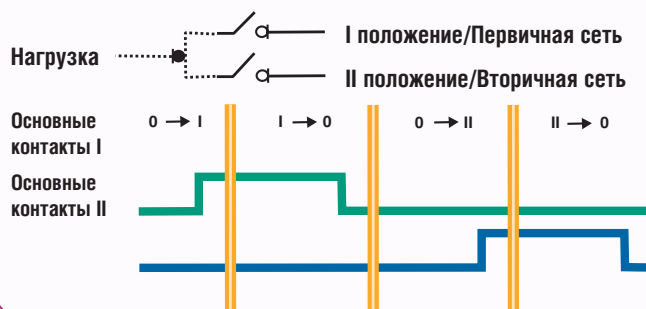 I положение/Первичная сеть
Нагрузка
II положение/Вторичная сеть
Основные
контакты I
0 → I
I → 0
0 → II
II → 0
Основные
контакты II